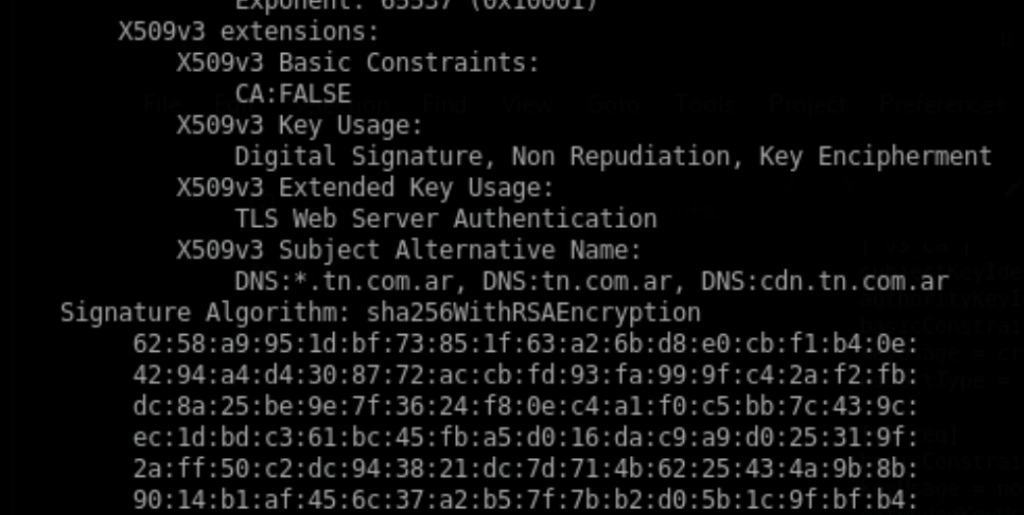 Exponent: 65537 (0x10001)
X509v3 extensions:
X509v3 Basic Constraints:
CA:FALSE
X509v3 Key Usage:
Digital Signature, Non Repudiation, Key Encipherment
X509v3 Extended Key Usage:
TLS Web Server Authentication
X509v3 Subject Alternative Name:
DNS:*.tn.com.ar, DNS:tn.com.ar, DNS:cdn.tn.com.ar
Signature Algorithm: sha256WithRSAEncryption
62:58:a9:95:1d:bf:73:85:1f:63:a2:6b:d8:e0:cb:f1:b4:0e:
42:94:a4:d4:30:87:72:ac:cb:fd:93:fa:99:9f:c4:2a:f2:fb:
dc:8a:25:be:9e:7f:36:24:f8:0e:c4:a1:f0:c5:bb:7c:43:9c:
ec:1d:bd:c3:61:bc:45:fb:a5:d0:16:da:c9:a9:d0:25:31:9f:
2a:ff:50:c2:dc:94:38:21:dc:7d:71:4b:62:25:43:4a:9b:8b:
90:14:b1:af:45:6c:37:a2:b5:7f:7b:b2:d0:5b:1c:9f:bf:b4: